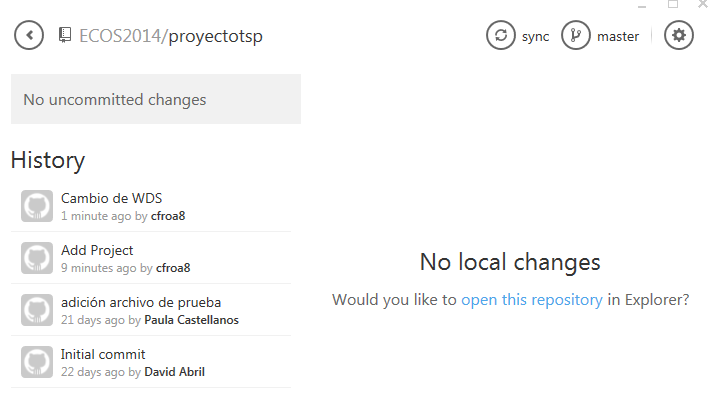 ECOS2014/proyectotsp
sync
master
No uncommitted changes
History
Cambio de WDS
1 minute ago by cfroa8
Add Project
9 minutes ago by cfroa8
adición archivo de prueba
21 days ago by Paula Castellanos
Initial commit
22 days ago by David Abril
No local changes
Would you like to open this repository in Explorer?